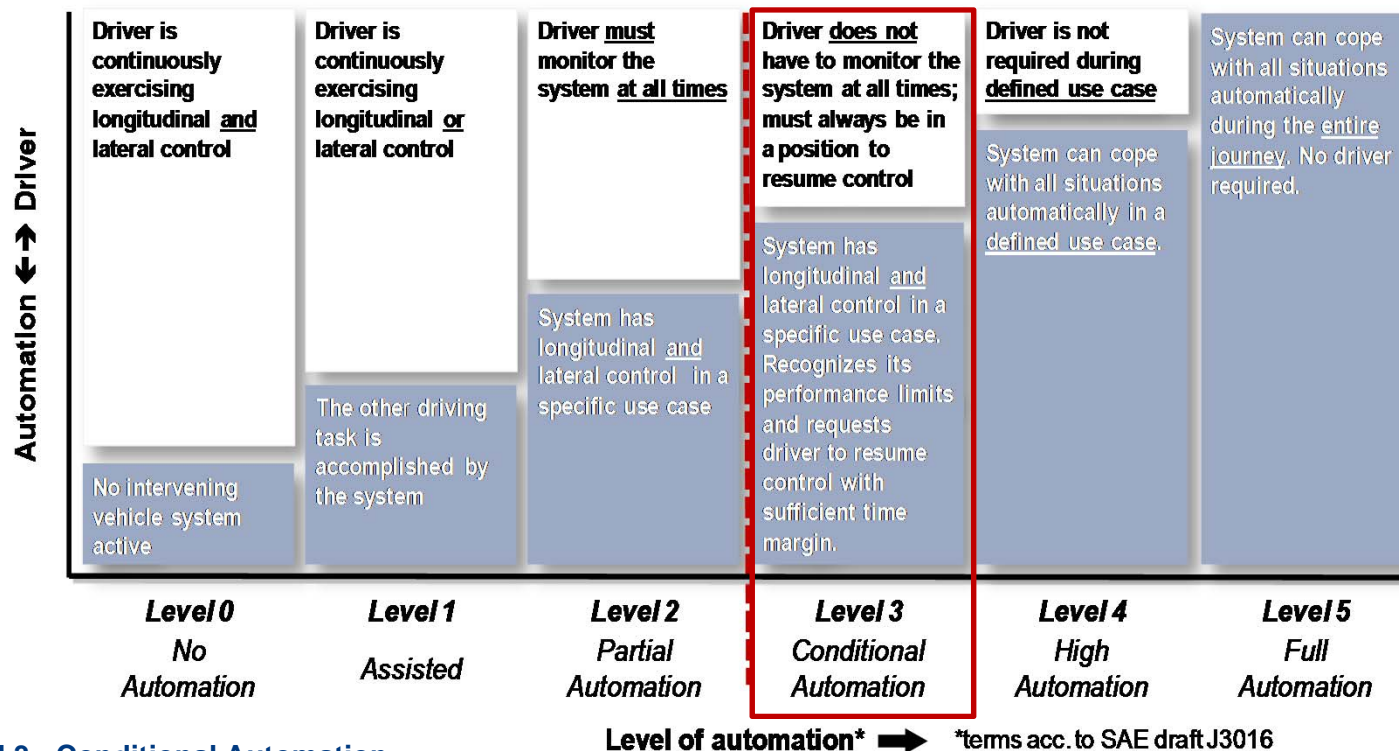 Automation ←→ Driver
Driver is
continuously
exercising
longitudinal and
lateral control
No intervening
vehicle system
active
Driver is
continuously
exercising
longitudinal or
lateral control
The other driving
task is
accomplished by
the system
Driver must
monitor the
system at all times
System has
longitudinal and
lateral control in a
specific use case
Driver does not
have to monitor the
system at all times;
must always be in
a position to
resume control
System has
longitudinal and
lateral control in a
specific use case.
Recognizes its
performance limits
and requests
driver to resume
control with
sufficient time
margin.
Driver is not
required during
defined use case
System can cope
with all situations
automatically in a
defined use case.
System can cope
with all situations
automatically
during the entire
journey. No driver
required.
Level 0
No
Automation
Level 1
Assisted
Level 2
Partial
Automation
Level 3
Conditional
Automation
Level 4
High
Automation
Level 5
Full
Automation
Level of automation* ➡ *terms acc. to SAE draft J3016
Conditional Automation